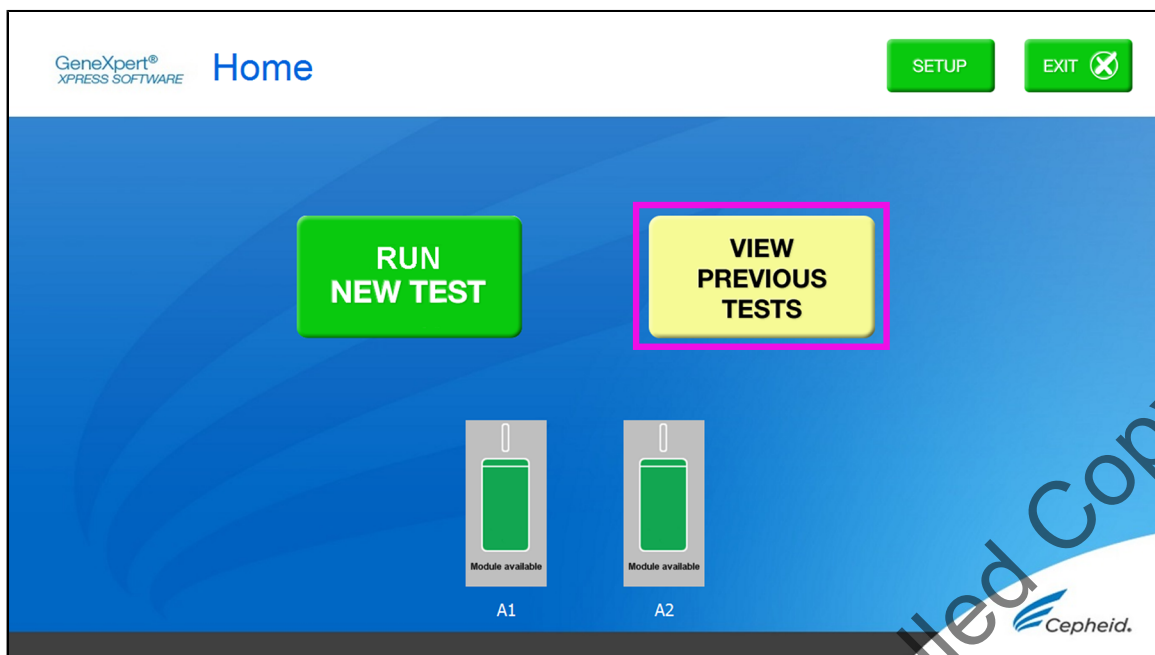 GeneXpert®
XPRESS SOFTWARE
Home
SETUP
EXIT
RUN
NEW TEST
VIEW
PREVIOUS
TESTS
Module available
Module available
A1
A2
Cepheid.
Copy